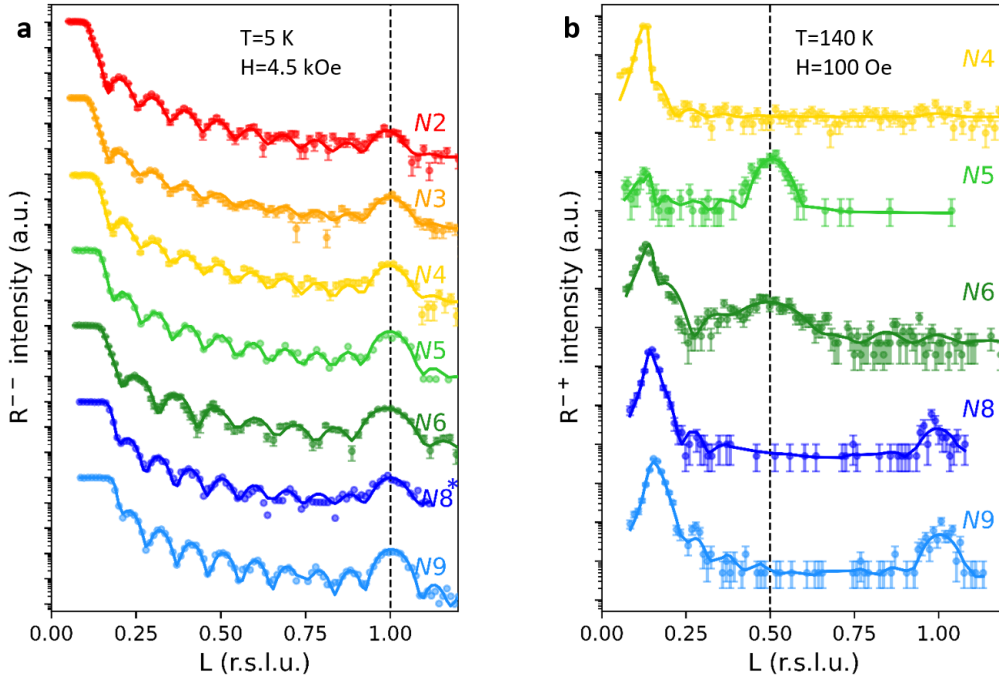 a
T=5 K
H=4.5 kOe
N2
N3
N4
N5
N6
N8*
N9
R⁻⁻ intensity (a.u.)
0.00 0.25 0.50 0.75 1.00
L (r.s.l.u.)
b
T=140 K
H=100 Oe
N4
N5
N6
N8
N9
R⁻⁺ intensity (a.u.)
0.00 0.25 0.50 0.75 1.00
L (r.s.l.u.)